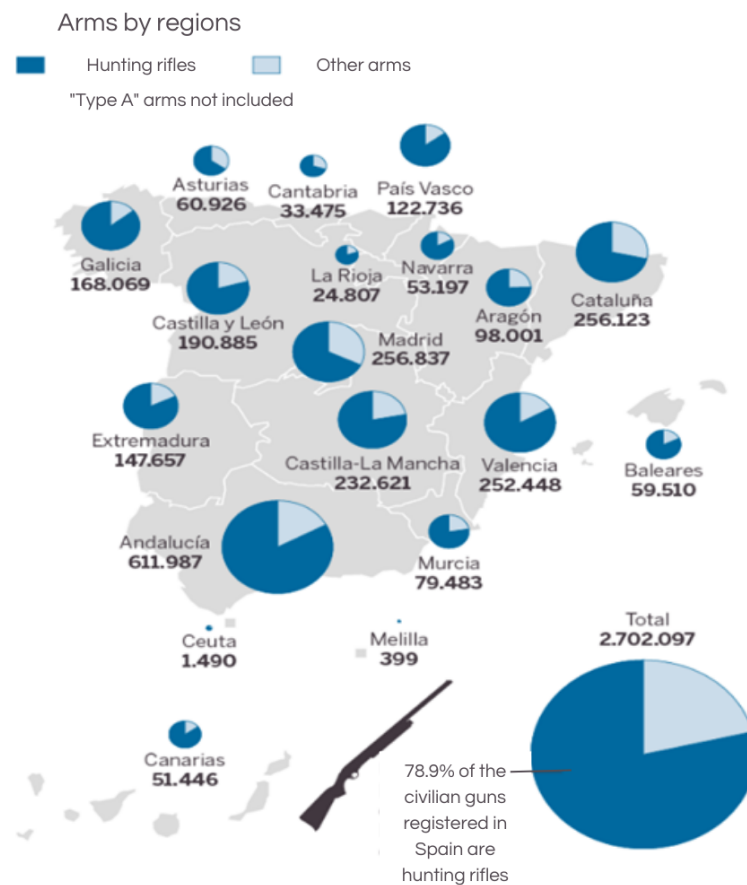 Arms by regions
Hunting rifles
Other arms
"Type A" arms not included
Asturias
60.926
Cantabria
33.475
País Vasco
122.736
Galicia
168.069
La Rioja
24.807
Navarra
53.197
Cataluña
256.123
Castilla y León
190.885
Aragón
98.001
Madrid
256.837
Extremadura
147.657
Castilla-La Mancha
232.621
Valencia
252.448
Baleares
59.510
Andalucía
611.987
Murcia
79.483
Ceuta
1.490
Melilla
399
Total
2.702.097
Canarias
51.446
78.9% of the
civilian guns
registered in
Spain are
hunting rifles